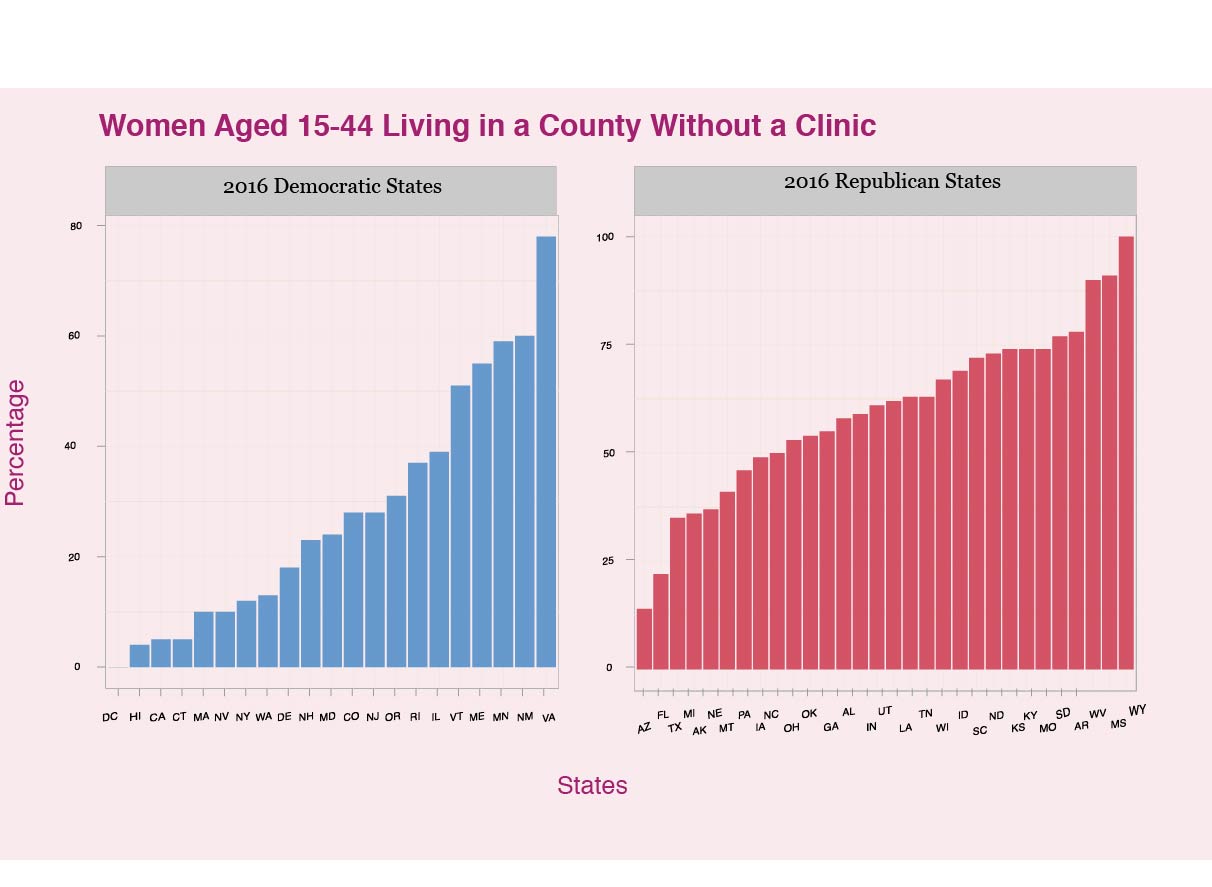 Women Aged 15-44 Living in a County Without a Clinic
2016 Democratic States
80
60
40
20
0
DC HI CA CT MA NV NY WA DE NH MD CO NJ OR RI IL VT ME MN NM VA
2016 Republican States
100
75
50
25
0
AZ FL TX MI AK NE MT PA IA NC OH OK GA AL IN UT LA TN WI ID SC ND KS KY MO SD AR WV MS WY
Percentage
States